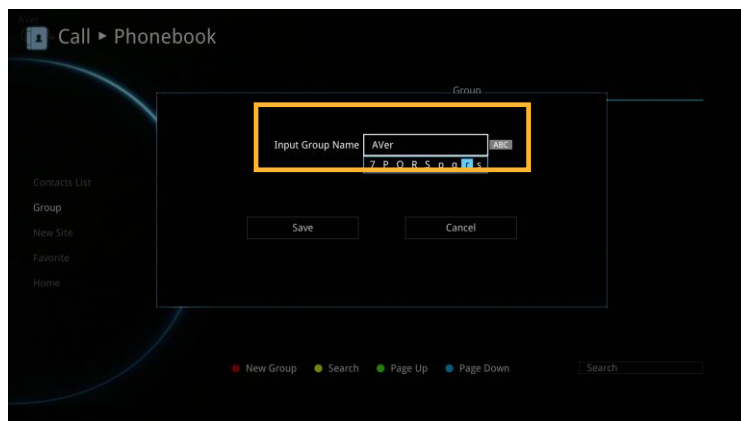 AVer
Call ► Phonebook
Group
Input Group Name AVer ABC
7 P Q R S p q r s
Contacts List
Group
New Site
Favorite
Home
Save Cancel
New Group Search Page Up Page Down Search